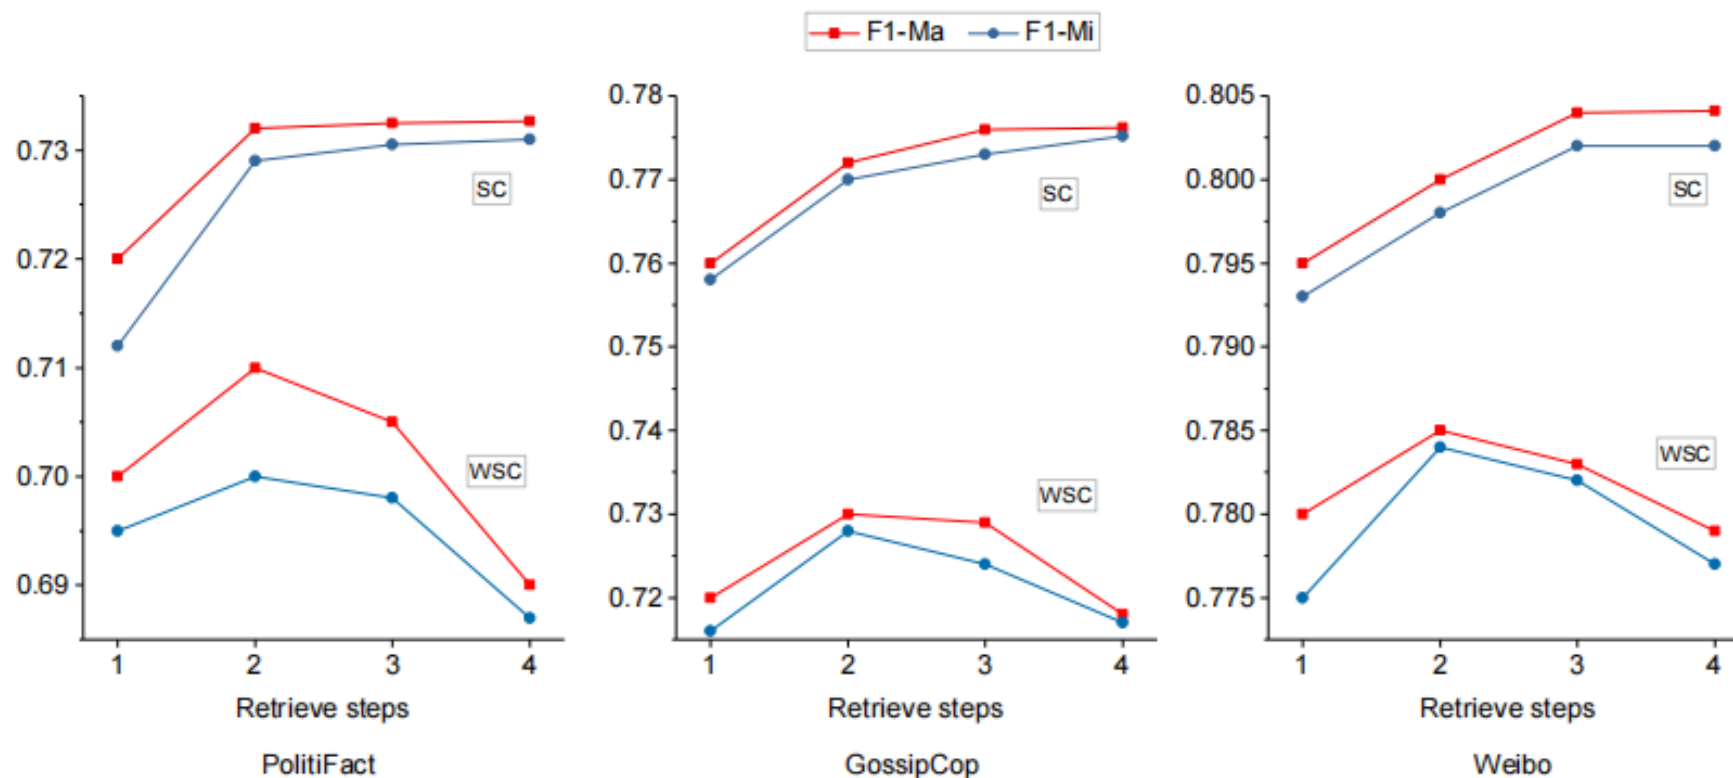 F1-Ma F1-Mi
0.73
0.72
0.71
0.70
0.69
SC
WSC
1 2 3 4
Retrieve steps
PolitiFact
0.78
0.77
0.76
0.75
0.74
0.73
0.72
SC
WSC
1 2 3 4
Retrieve steps
GossipCop
0.805
0.800
0.795
0.790
0.785
0.780
0.775
SC
WSC
1 2 3 4
Retrieve steps
Weibo